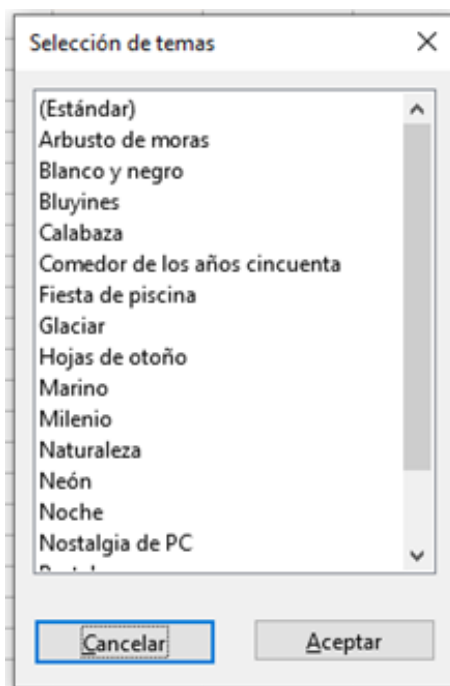 Selección de temas
(Estándar)
Arbusto de moras
Blanco y negro
Bluyines
Calabaza
Comedor de los años cincuenta
Fiesta de piscina
Glaciar
Hojas de otoño
Marino
Milenio
Naturaleza
Neón
Noche
Nostalgia de PC
Cancelar
Aceptar